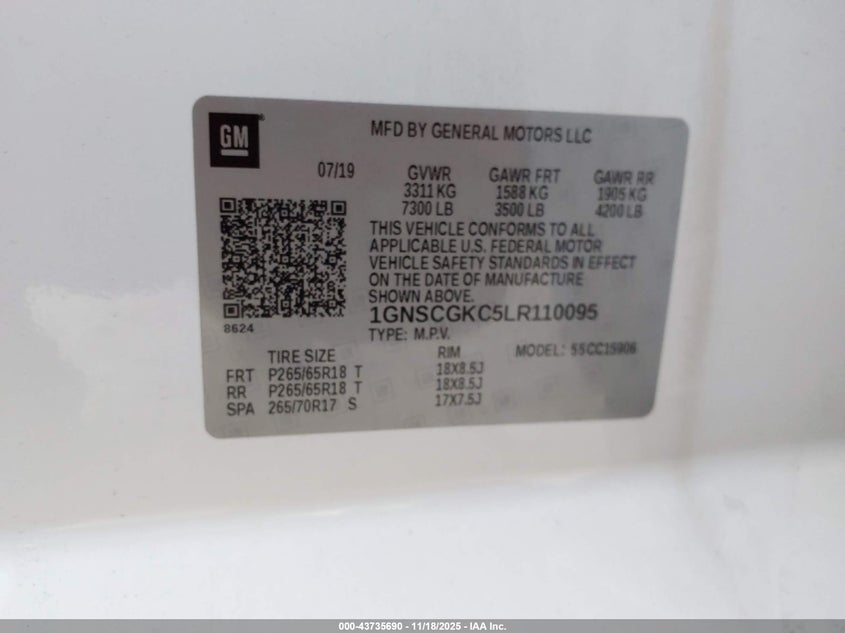 GM
MFD BY GENERAL MOTORS LLC
07/19
GVWR GAWR FRT GAWR RR
3311 KG 1588 KG 1905 KG
7300 LB 3500 LB 4200 LB
THIS VEHICLE CONFORMS TO ALL
APPLICABLE U.S. FEDERAL MOTOR
VEHICLE SAFETY STANDARDS IN EFFECT
ON THE DATE OF MANUFACTURE
SHOWN ABOVE.
8624
1GNSCGKC5LR110095
TYPE: M.P.V. MODEL: 55CC15906
TIRE SIZE RIM
FRT P265/65R18 T 18X8.5J
RR P265/65R18 T 18X8.5J
SPA 265/70R17 S 17X7.5J
000-43735690 - 11/18/2025 - IAA Inc.